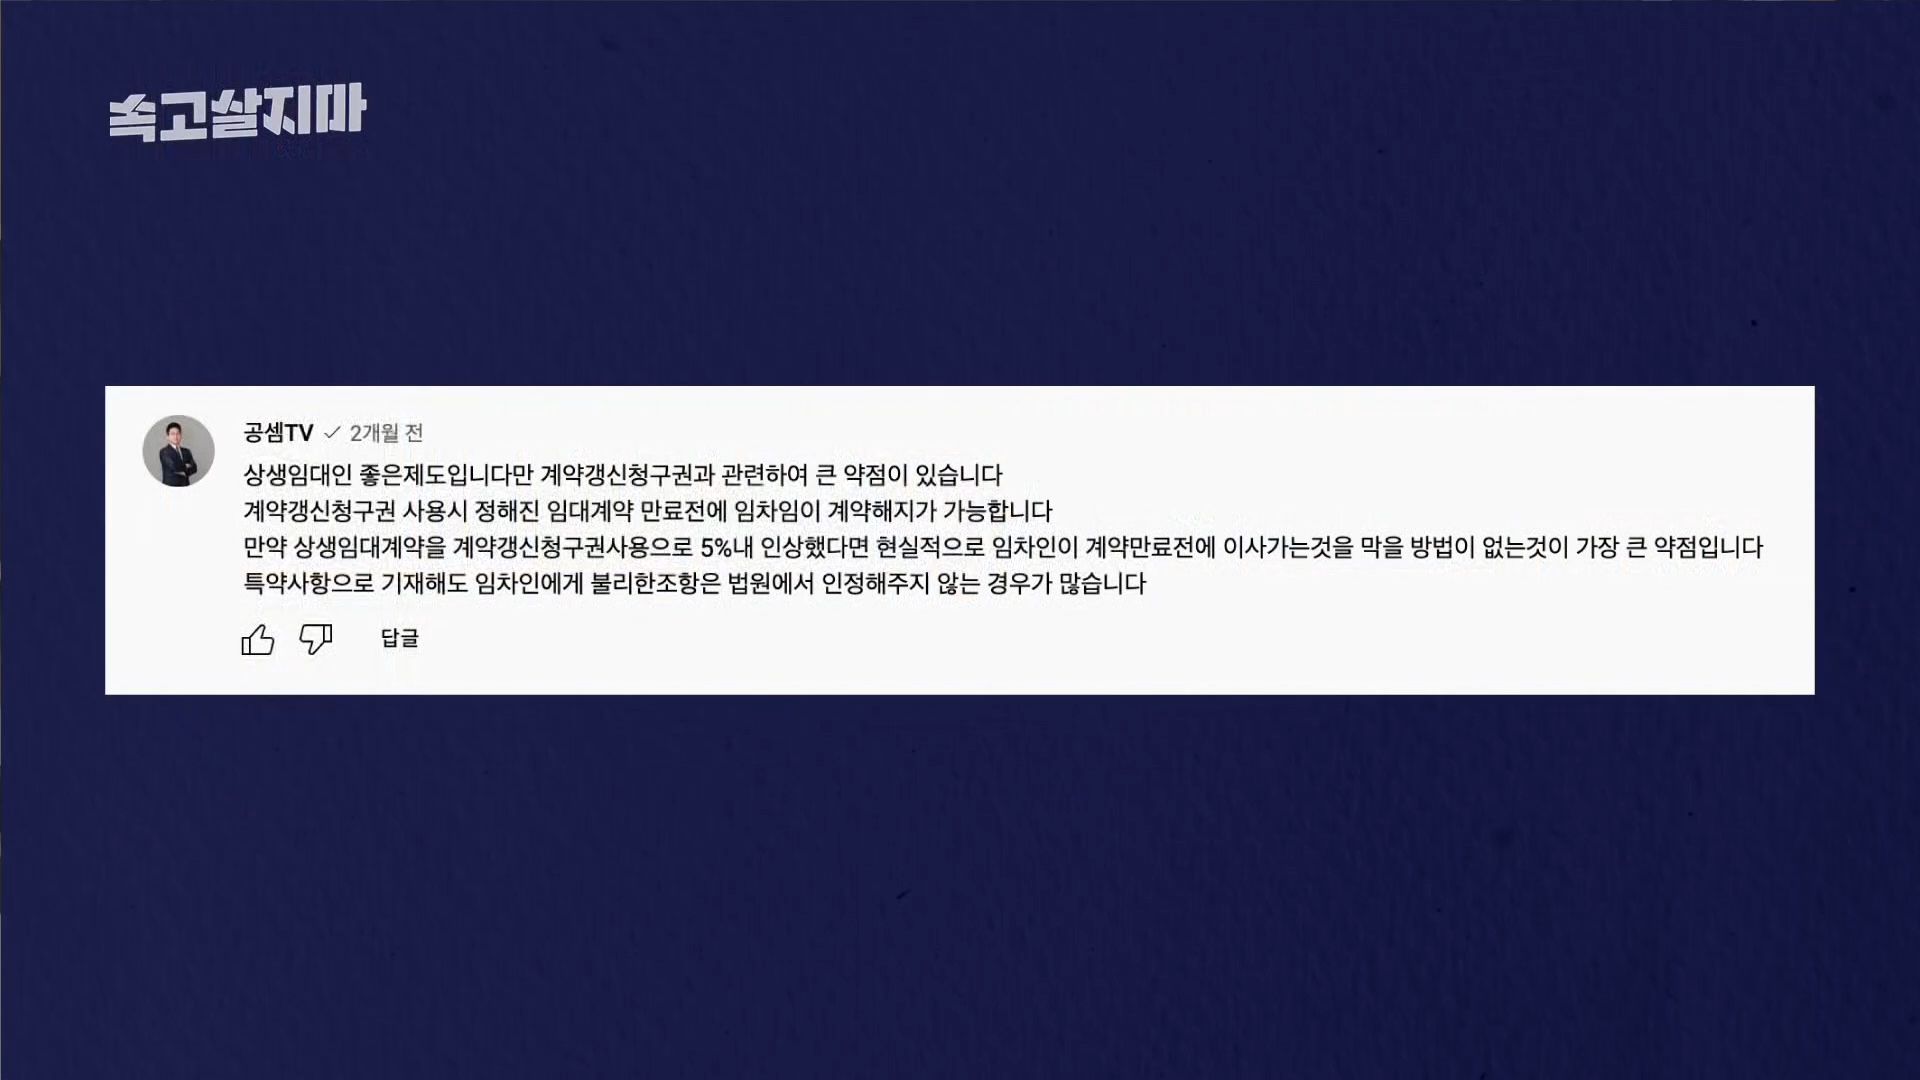 속고살지마
공셈TV ✓ 2개월 전
상생임대인 좋은제도입니다만 계약갱신청구권과 관련하여 큰 약점이 있습니다
계약갱신청구권 사용시 정해진 임대계약 만료전에 임차임이 계약해지가 가능합니다
만약 상생임대계약을 계약갱신청구권사용으로 5%내 인상했다면 현실적으로 임차인이 계약만료전에 이사가는것을 막을 방법이 없는것이 가장 큰 약점입니다
특약사항으로 기재해도 임차인에게 불리한조항은 법원에서 인정해주지 않는 경우가 많습니다
답글